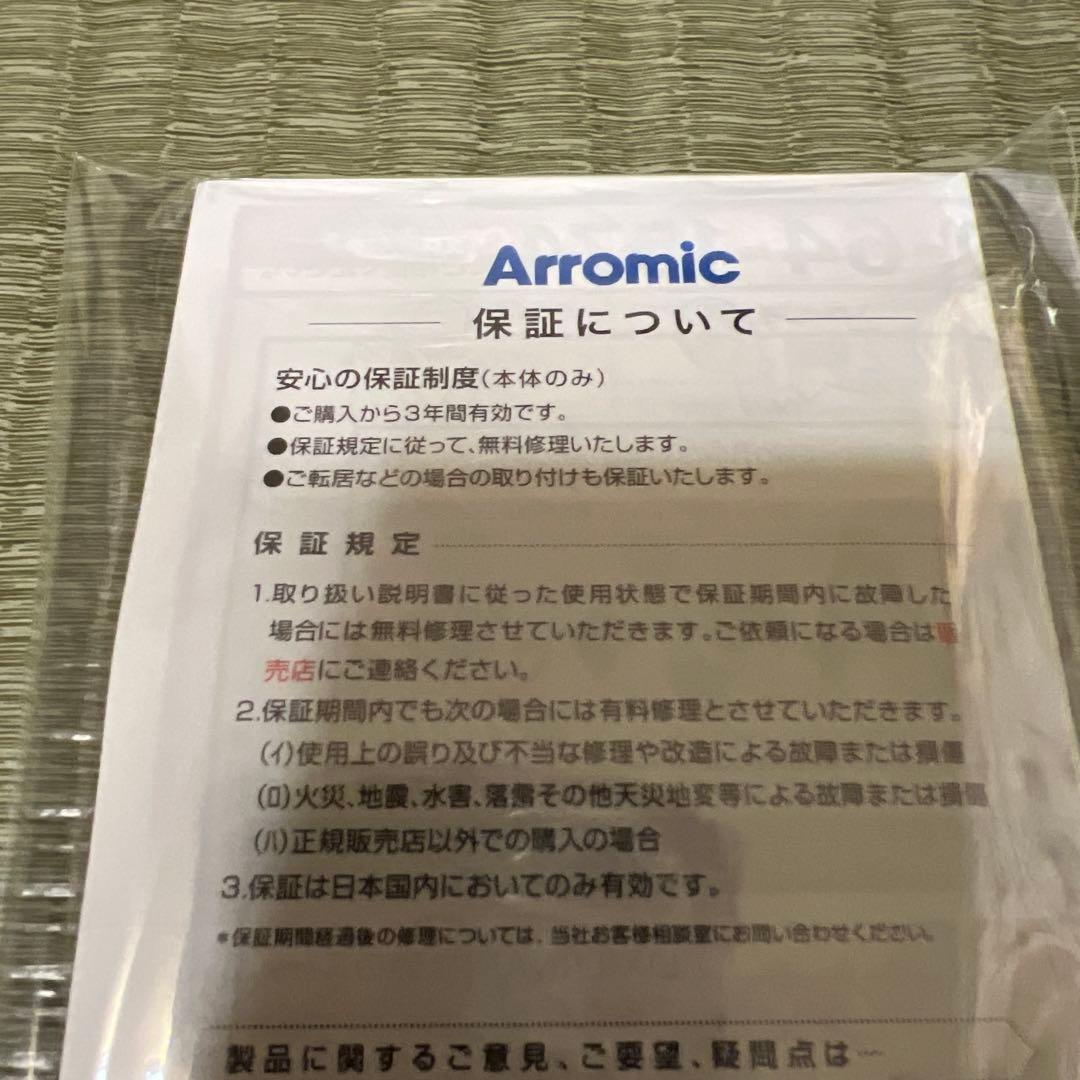 Arromic
保証について
安心の保証制度(本体のみ)
●ご購入から3年間有効です。
●保証規定に従って、無料修理いたします。
●ご転居などの場合の取り付けも保証いたします。
保証規定
1.取り扱い説明書に従った使用状態で保証期間内に故障した
場合には無料修理させていただきます。ご依頼になる場合は販
売店にご連絡ください。
2.保証期間内でも次の場合には有料修理とさせていただきます。
(イ)使用上の誤り及び不当な修理や改造による故障または損傷
(ロ)火災、地震、水害、落雷その他天災地変等による故障または損傷
(ハ)正規販売店以外での購入の場合
3.保証は日本国内においてのみ有効です。
*保証期間経過後の修理については、当社お客様相談室にお問い合わせください。
製品に関するご意見、ご要望、疑問点は